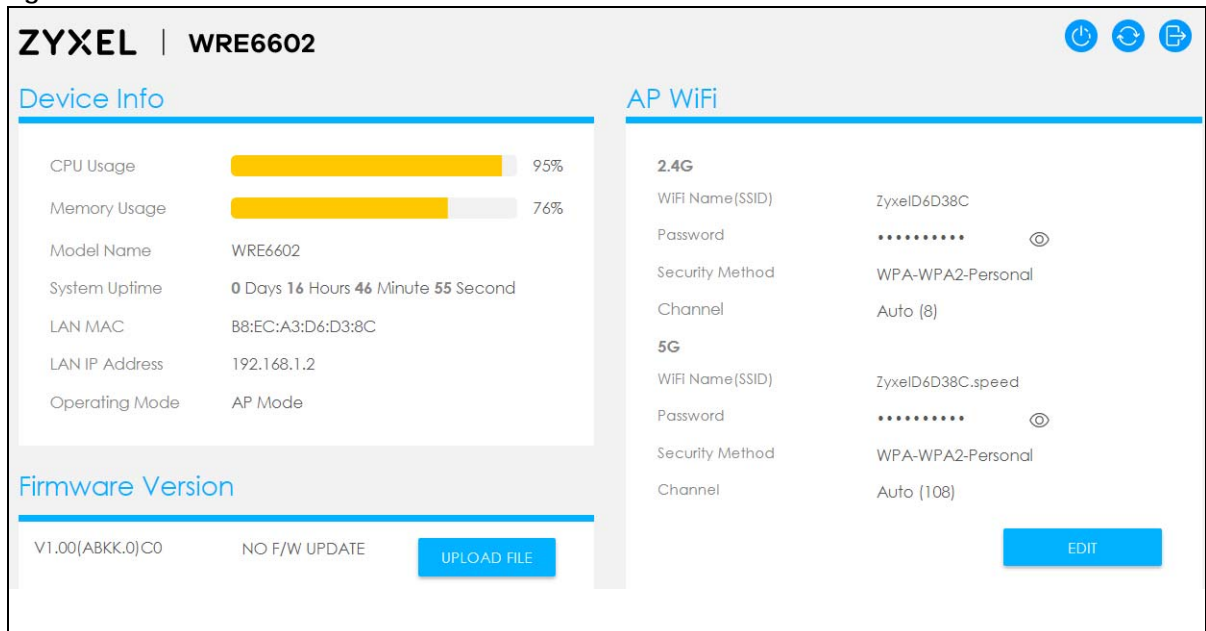 ZYXEL | WRE6602
Device Info
CPU Usage 95%
Memory Usage 76%
Model Name WRE6602
System Uptime 0 Days 16 Hours 46 Minute 55 Second
LAN MAC B8:EC:A3:D6:D3:8C
LAN IP Address 192.168.1.2
Operating Mode AP Mode
Firmware Version
V1.00(ABKK.0)C0 NO F/W UPDATE UPLOAD FILE
AP WiFi
2.4G
WiFi Name(SSID) ZyxelD6D38C
Password ••••••••••
Security Method WPA-WPA2-Personal
Channel Auto (8)
5G
WiFi Name(SSID) ZyxelD6D38C.speed
Password ••••••••••
Security Method WPA-WPA2-Personal
Channel Auto (108)
EDIT